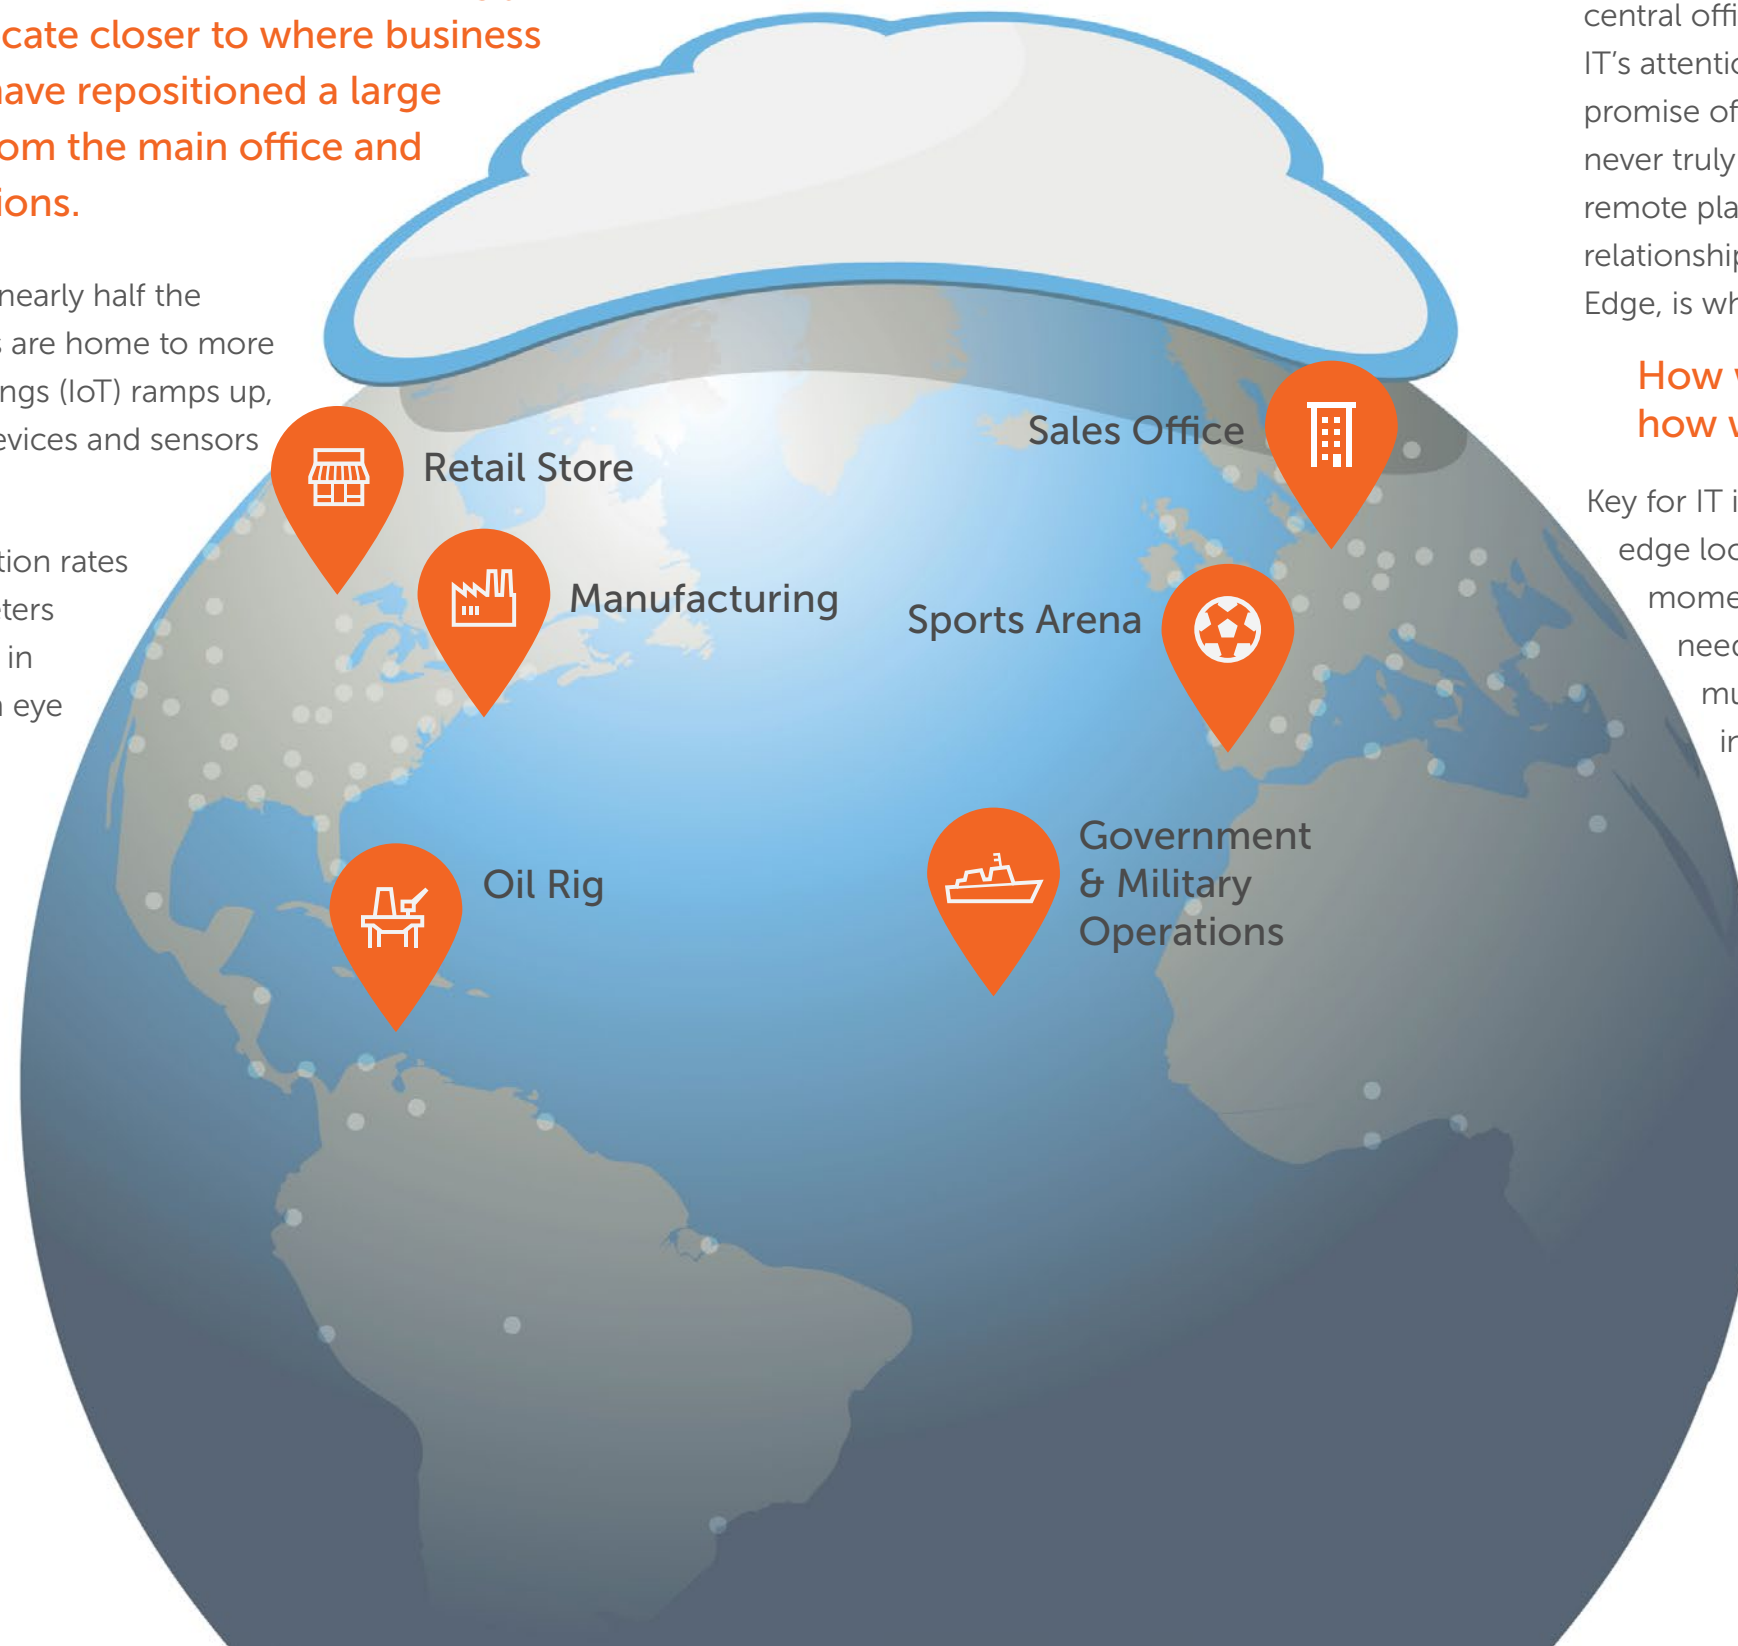 cate closer to where business
have repositioned a large
om the main office and
ions.
nearly half the
s are home to more
ngs (IoT) ramps up,
evices and sensors
tion rates
eters
in
n eye
Retail Store
Manufacturing
Oil Rig
Sales Office
Sports Arena
Government
& Military
Operations
central offi
IT's attentio
promise of
never truly
remote pla
relationship
Edge, is wh
How w
how w
Key for IT i
edge loc
mome
need
mu
in